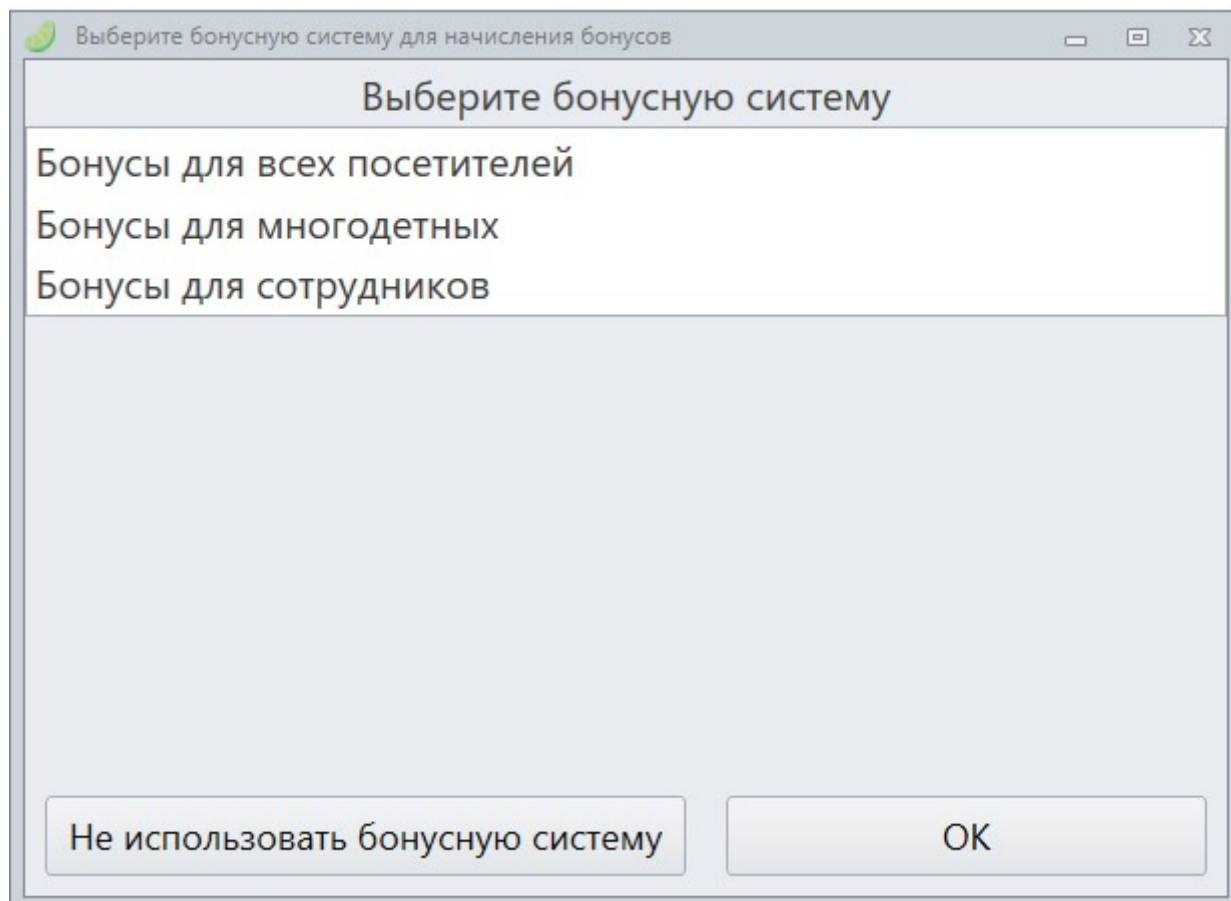 Выберите бонусную систему для начисления бонусов
Выберите бонусную систему
Бонусы для всех посетителей
Бонусы для многодетных
Бонусы для сотрудников
Не использовать бонусную систему
ОК